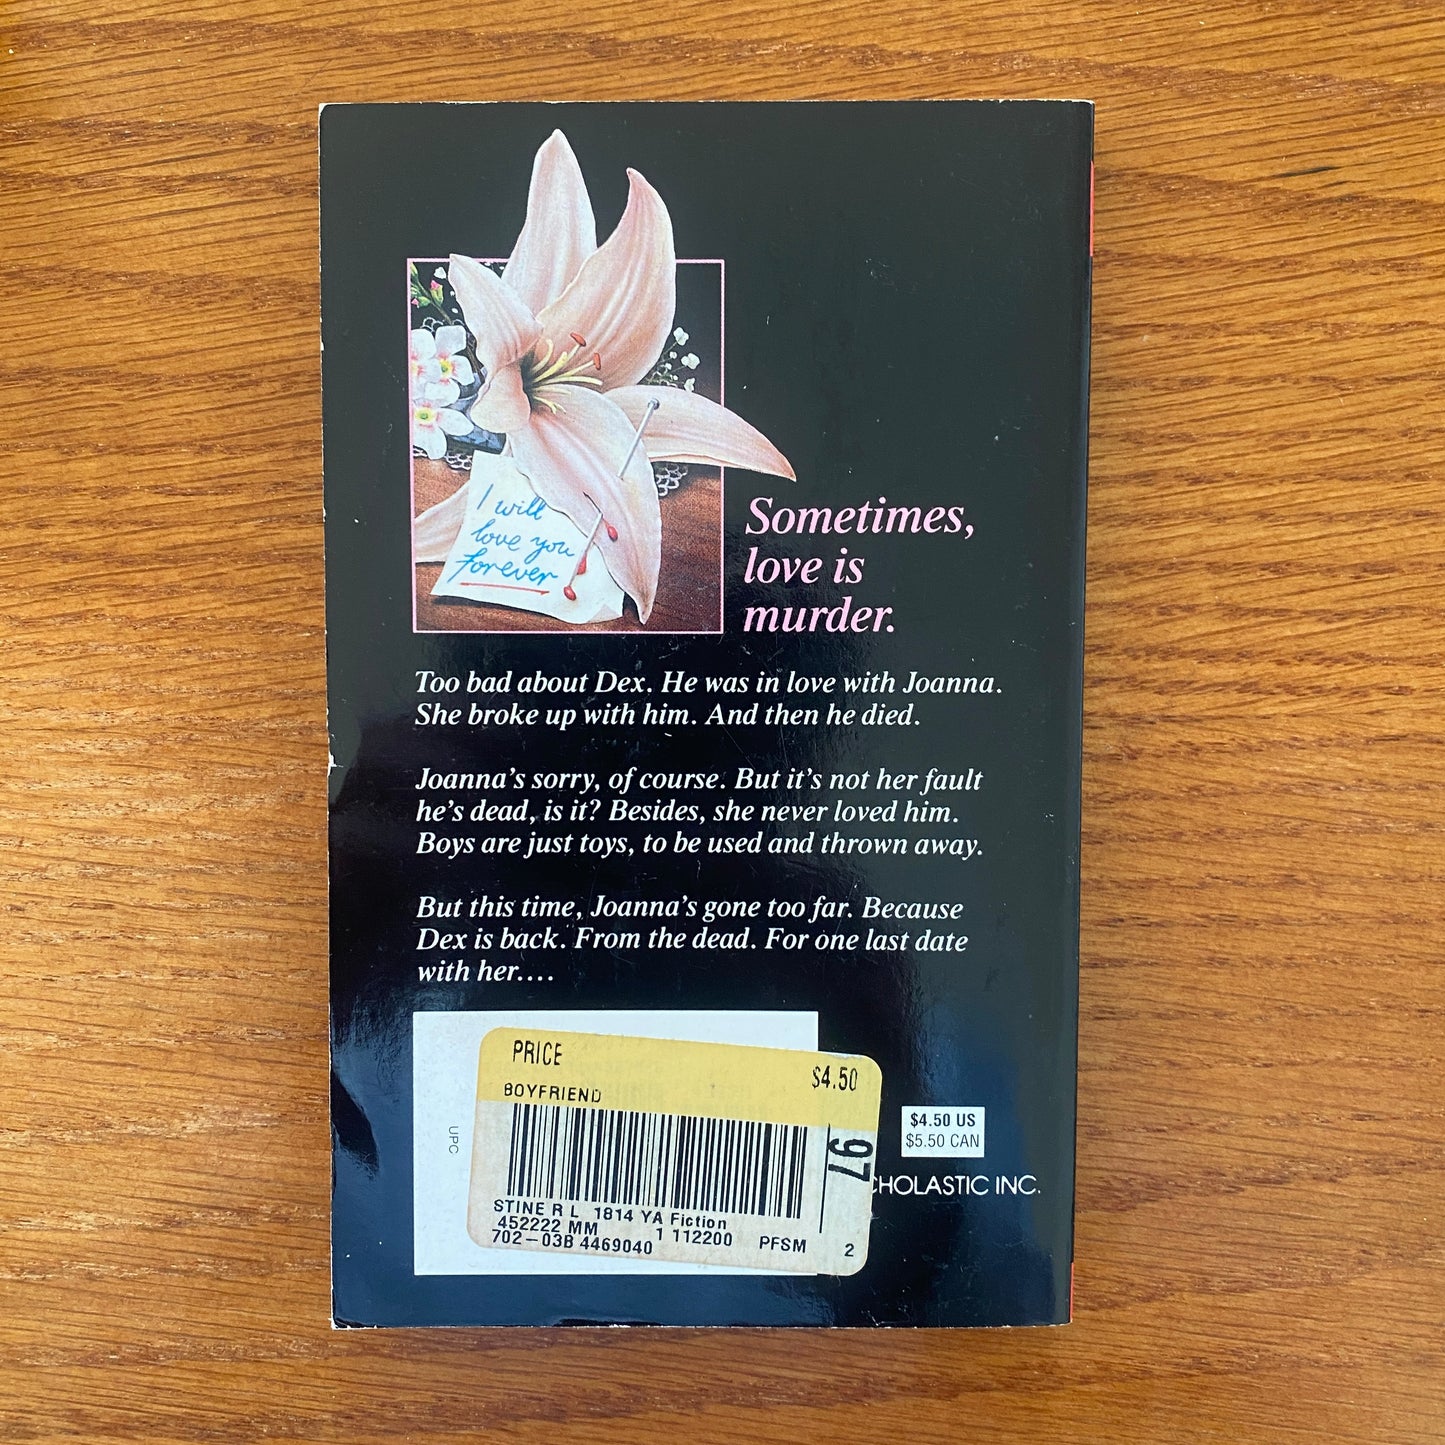 I will
love you
forever
Sometimes,
love is
murder.
Too bad about Dex. He was in love with Joanna.
She broke up with him. And then he died.
Joanna's sorry, of course. But it's not her fault
he's dead, is it? Besides, she never loved him.
Boys are just toys, to be used and thrown away.
But this time, Joanna's gone too far. Because
Dex is back. From the dead. For one last date
with her....
PRICE
$4.50
BOYFRIEND
97
UPC
STINE R L 1814 YA Fiction
452222 MM 1 112200 PFSM 2
702-03B 4469040
$4.50 US
$5.50 CAN
CHOLASTIC INC.